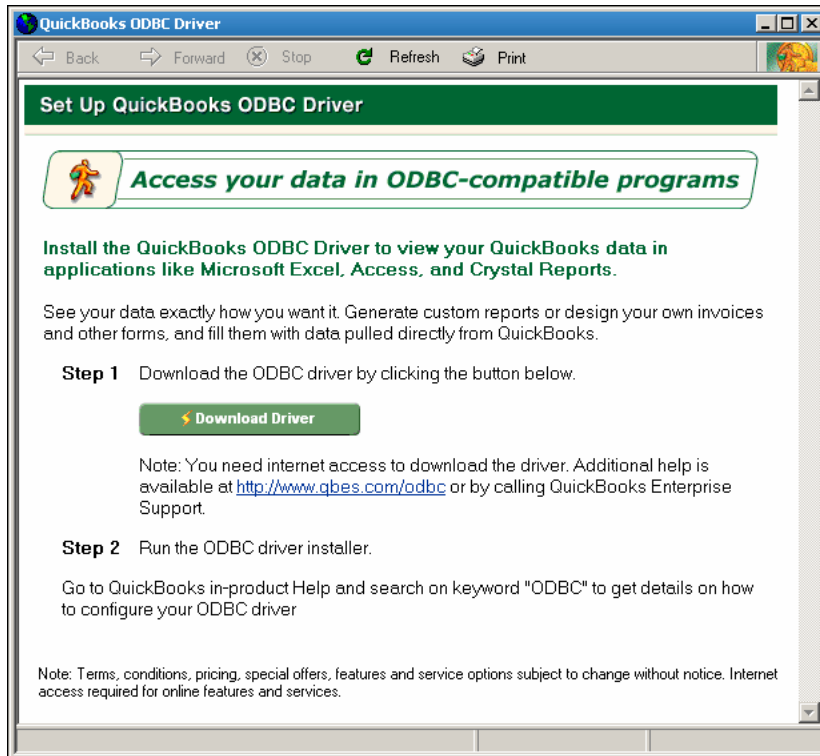 QuickBooks ODBC Driver
Back Forward Stop Refresh Print
Set Up QuickBooks ODBC Driver
Access your data in ODBC-compatible programs
Install the QuickBooks ODBC Driver to view your QuickBooks data in
applications like Microsoft Excel, Access, and Crystal Reports.
See your data exactly how you want it. Generate custom reports or design your own invoices
and other forms, and fill them with data pulled directly from QuickBooks.
Step 1 Download the ODBC driver by clicking the button below.
Download Driver
Note: You need internet access to download the driver. Additional help is
available at http://www.qbes.com/odbc or by calling QuickBooks Enterprise
Support.
Step 2 Run the ODBC driver installer.
Go to QuickBooks in-product Help and search on keyword "ODBC" to get details on how
to configure your ODBC driver
Note: Terms, conditions, pricing, special offers, features and service options subject to change without notice. Internet
access required for online features and services.